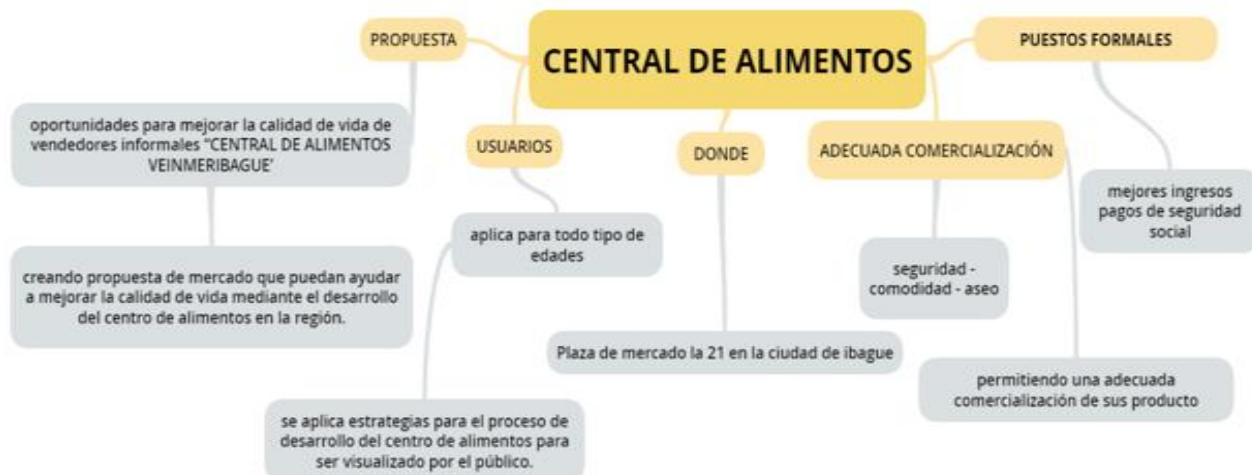 CENTRAL DE ALIMENTOS
PROPUESTA
oportunidades para mejorar la calidad de vida de
vendedores informales "CENTRAL DE ALIMENTOS
VEINMERIBAGUE'
creando propuesta de mercado que puedan ayudar
a mejorar la calidad de vida mediante el desarrollo
del centro de alimentos en la región.
USUARIOS
aplica para todo tipo de
edades
se aplica estrategias para el proceso de
desarrollo del centro de alimentos para
ser visualizado por el público.
DONDE
Plaza de mercado la 21 en la ciudad de ibague
ADECUADA COMERCIALIZACIÓN
seguridad -
comodidad - aseo
permitiendo una adecuada
comercialización de sus producto
PUESTOS FORMALES
mejores ingresos
pagos de seguridad
social